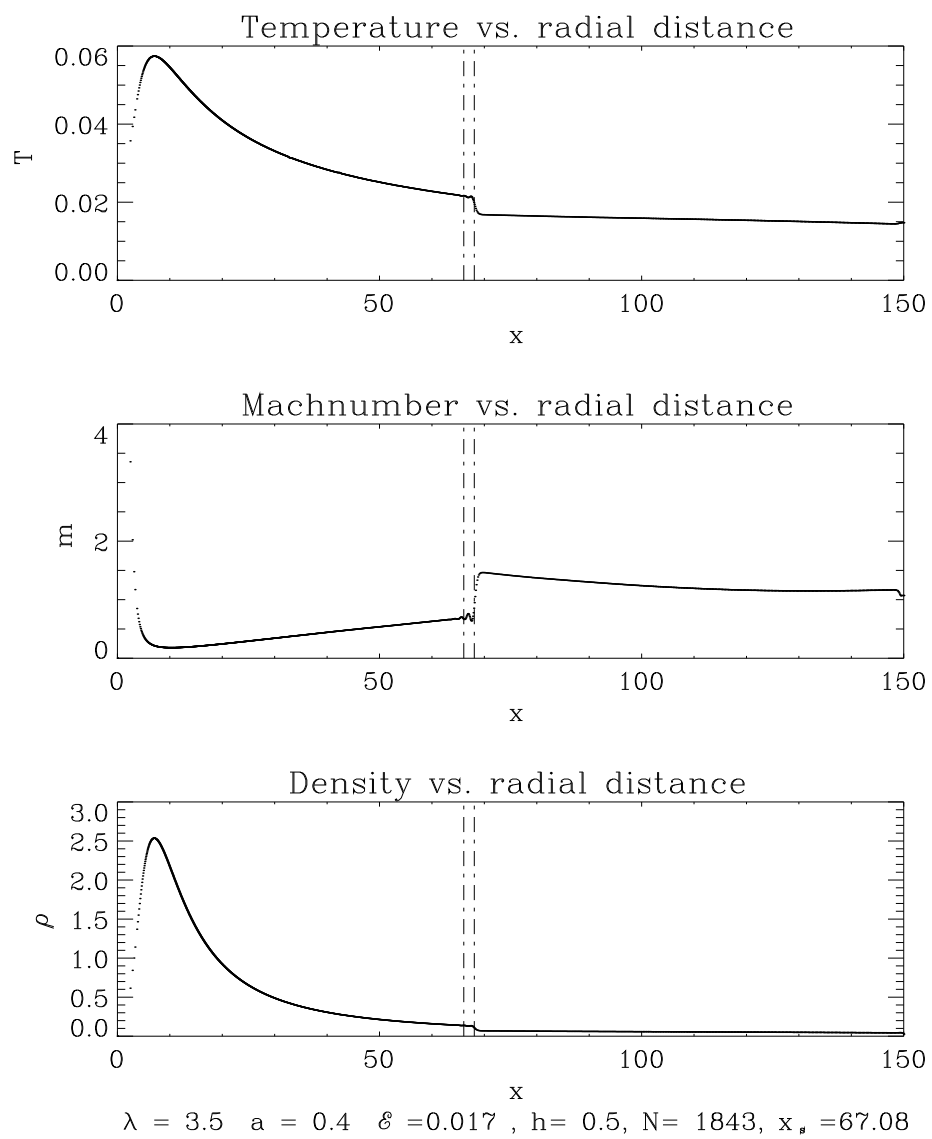 Temperature vs. radial distance
0.06
0.04
0.02
0.00
T
0 50 100 150
x
Machnumber vs. radial distance
4
2
0
m
0 50 100 150
x
Density vs. radial distance
3.0
2.5
2.0
1.5
1.0
0.5
0.0
ρ
0 50 100 150
x
λ = 3.5 a = 0.4 ℰ =0.017 , h= 0.5, N= 1843, x_s =67.08